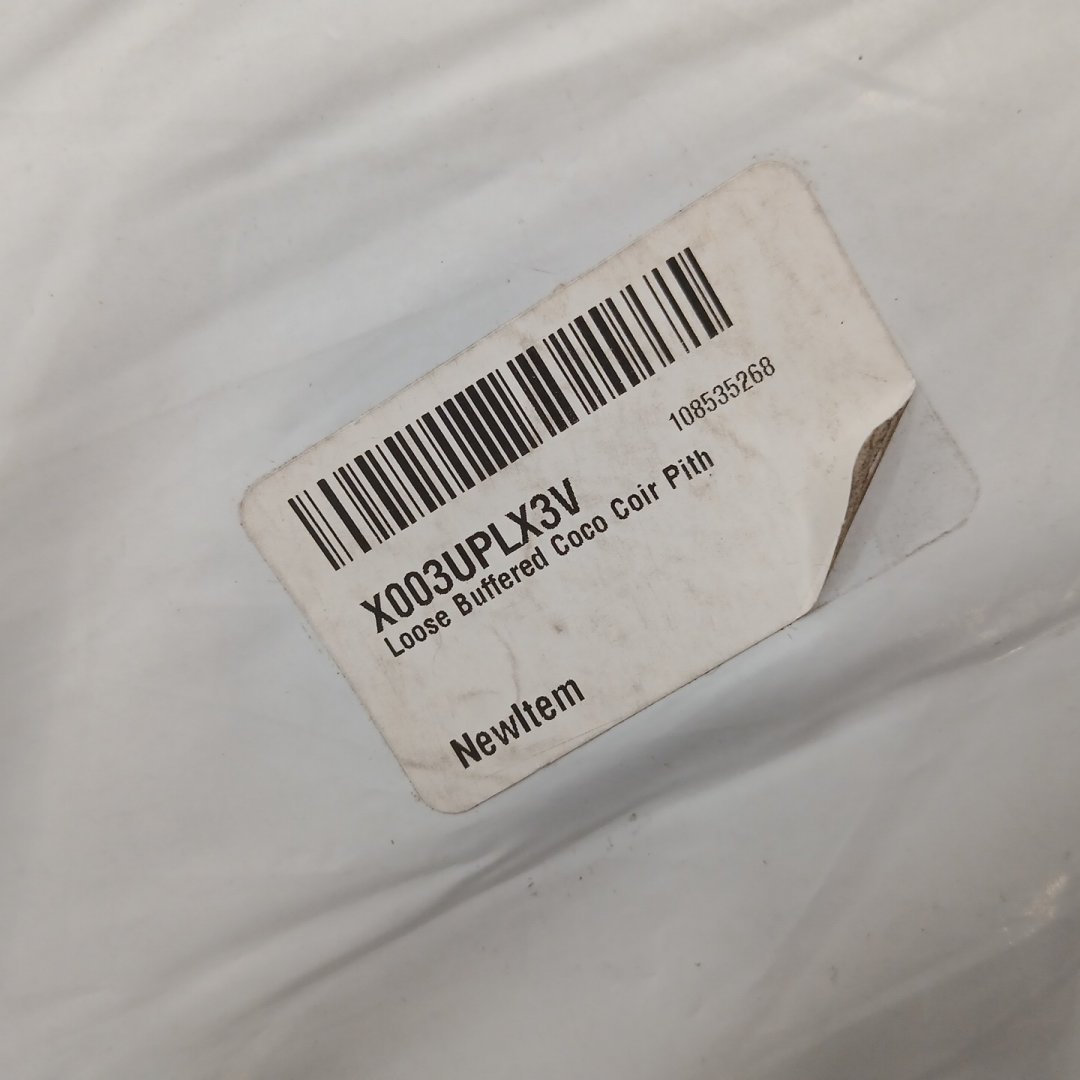 108535268
X003UPLX3V
Loose Buffered Coco Coir Pith
NewItem